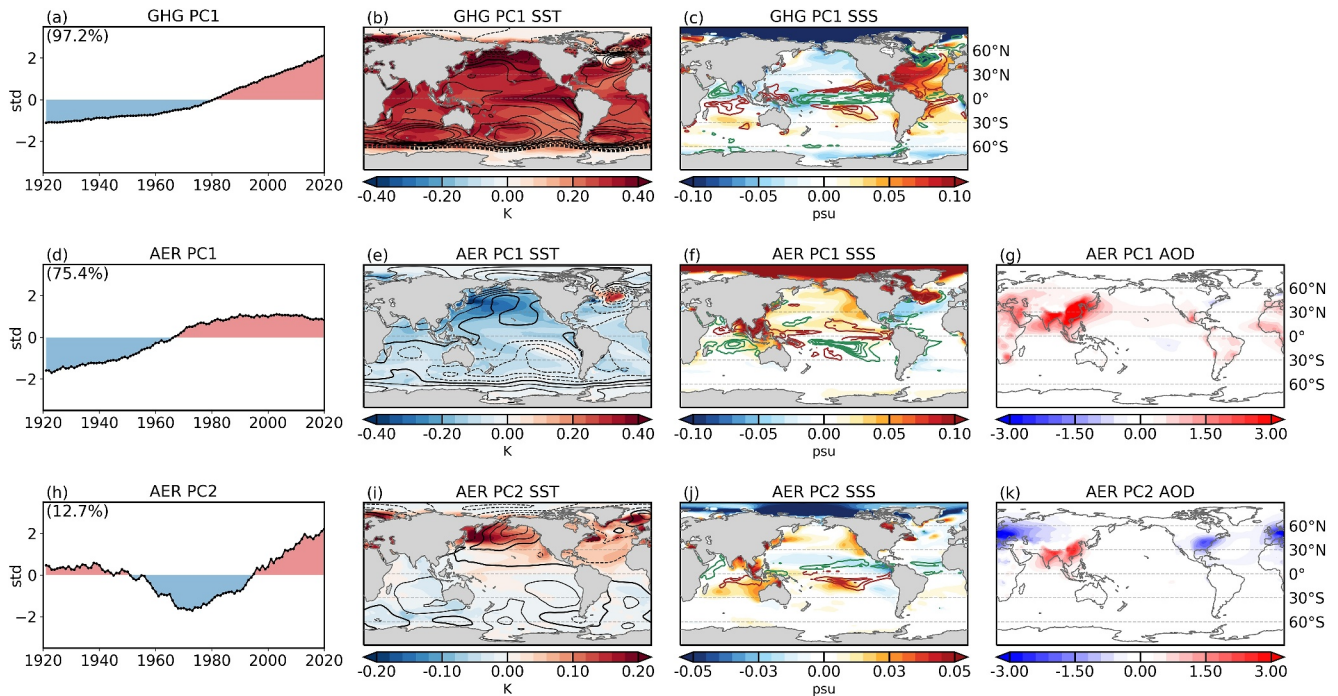 (a) GHG PC1
(97.2%)
std
2
0
−2
1920 1940 1960 1980 2000 2020
(b) GHG PC1 SST
-0.40 -0.20 0.00 0.20 0.40
K
(c) GHG PC1 SSS
60°N
30°N
0°
30°S
60°S
-0.10 -0.05 0.00 0.05 0.10
psu
(d) AER PC1
(75.4%)
std
2
0
−2
1920 1940 1960 1980 2000 2020
(e) AER PC1 SST
-0.40 -0.20 0.00 0.20 0.40
K
(f) AER PC1 SSS
-0.10 -0.05 0.00 0.05 0.10
psu
(g) AER PC1 AOD
60°N
30°N
0°
30°S
60°S
-3.00 -1.50 0.00 1.50 3.00
(h) AER PC2
(12.7%)
std
2
0
−2
1920 1940 1960 1980 2000 2020
(i) AER PC2 SST
-0.20 -0.10 0.00 0.10 0.20
K
(j) AER PC2 SSS
-0.05 -0.03 0.00 0.03 0.05
psu
(k) AER PC2 AOD
60°N
30°N
0°
30°S
60°S
-3.00 -1.50 0.00 1.50 3.00